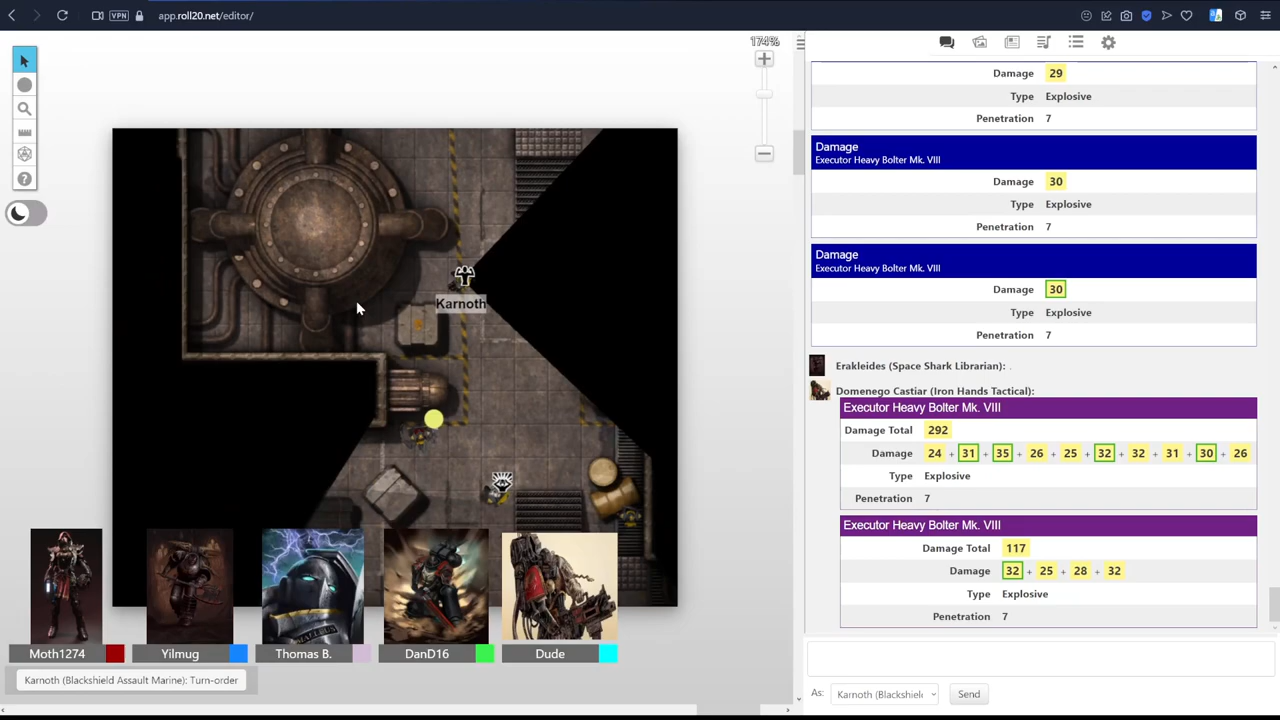 VPN
app.roll20.net/editor/
174%
Karnoth
MALLEUS
Moth1274
Yilmug
Thomas B.
DanD16
Dude
Karnoth (Blackshield Assault Marine): Turn-order
Damage 29
Type Explosive
Penetration 7
Damage
Executor Heavy Bolter Mk. VIII
Damage 30
Type Explosive
Penetration 7
Damage
Executor Heavy Bolter Mk. VIII
Damage 30
Type Explosive
Penetration 7
Erakleides (Space Shark Librarian): .
Domenego Castiar (Iron Hands Tactical):
Executor Heavy Bolter Mk. VIII
Damage Total 292
Damage 24 + 31 + 35 + 26 + 25 + 32 + 32 + 31 + 30 + 26
Type Explosive
Penetration 7
Executor Heavy Bolter Mk. VIII
Damage Total 117
Damage 32 + 25 + 28 + 32
Type Explosive
Penetration 7
As: Karnoth (Blackshiel
Send